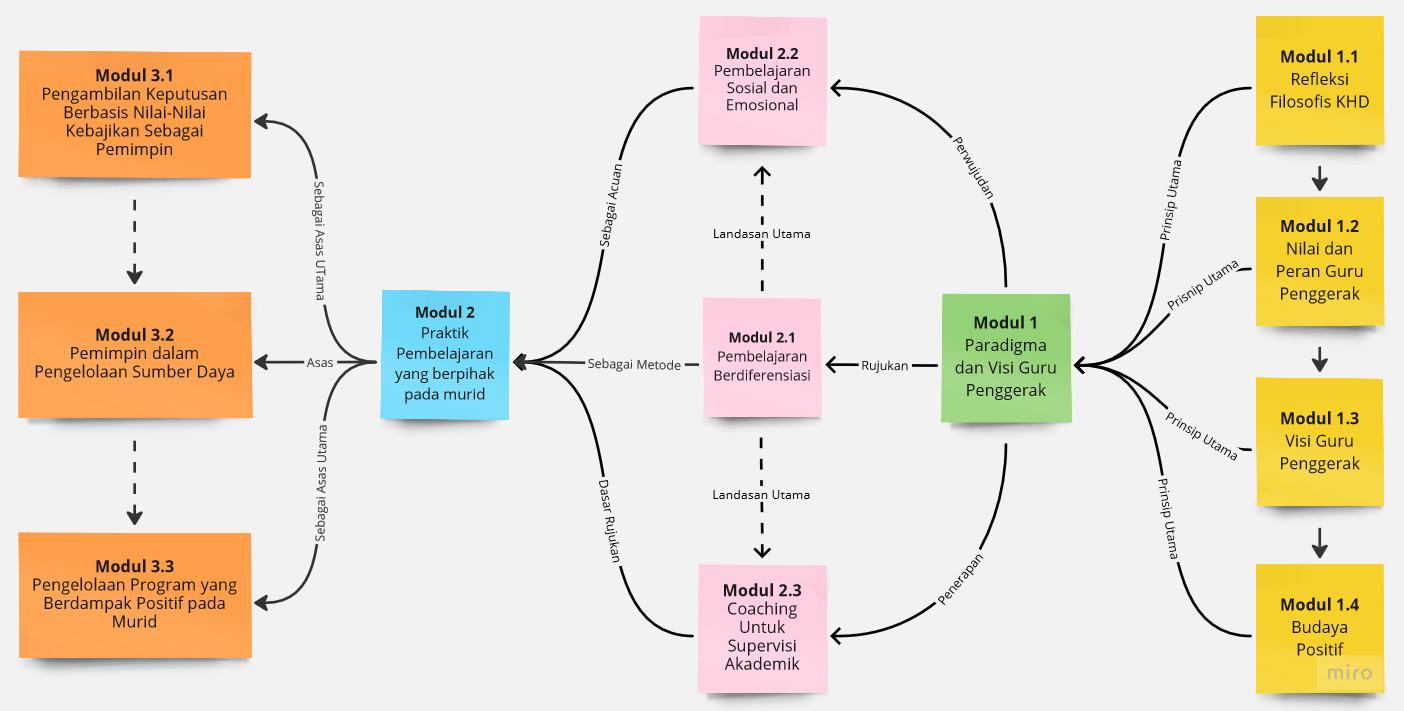 Modul 3.1
Pengambilan Keputusan
Berbasis Nilai-Nilai
Kebajikan Sebagai
Pemimpin
Modul 3.2
Pemimpin dalam
Pengelolaan Sumber Daya
Modul 3.3
Pengelolaan Program yang
Berdampak Positif pada
Murid
Sebagai Asas UTama
Asas
Sebagai Asas Utama
Modul 2
Praktik
Pembelajaran
yang berpihak
pada murid
Sebagai Acuan
Sebagai Metode
Dasar Rujukan
Modul 2.2
Pembelajaran
Sosial dan
Emosional
Landasan Utama
Modul 2.1
Pembelajaran
Berdiferensiasi
Landasan Utama
Modul 2.3
Coaching
Untuk
Supervisi
Akademik
Perwujudan
Rujukan
Penerapan
Modul 1
Paradigma
dan Visi Guru
Penggerak
Prinsip Utama
Prisnip Utama
Prinsip Utama
Prinsip Utama
Modul 1.1
Refleksi
Filosofis KHD
Modul 1.2
Nilai dan
Peran Guru
Penggerak
Modul 1.3
Visi Guru
Penggerak
Modul 1.4
Budaya
Positif
miro